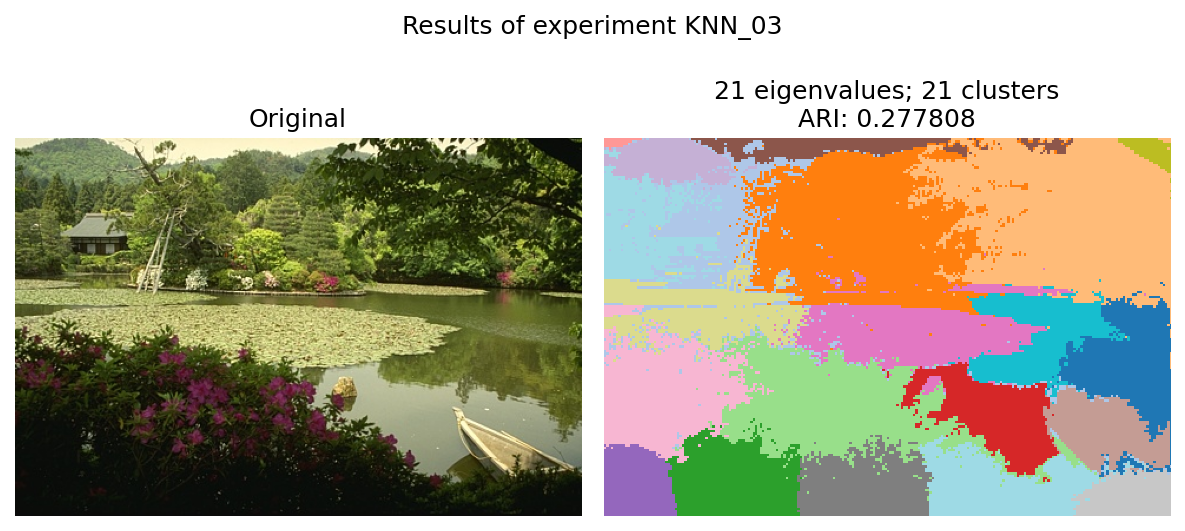 Results of experiment KNN_03
Original
21 eigenvalues; 21 clusters
ARI: 0.277808